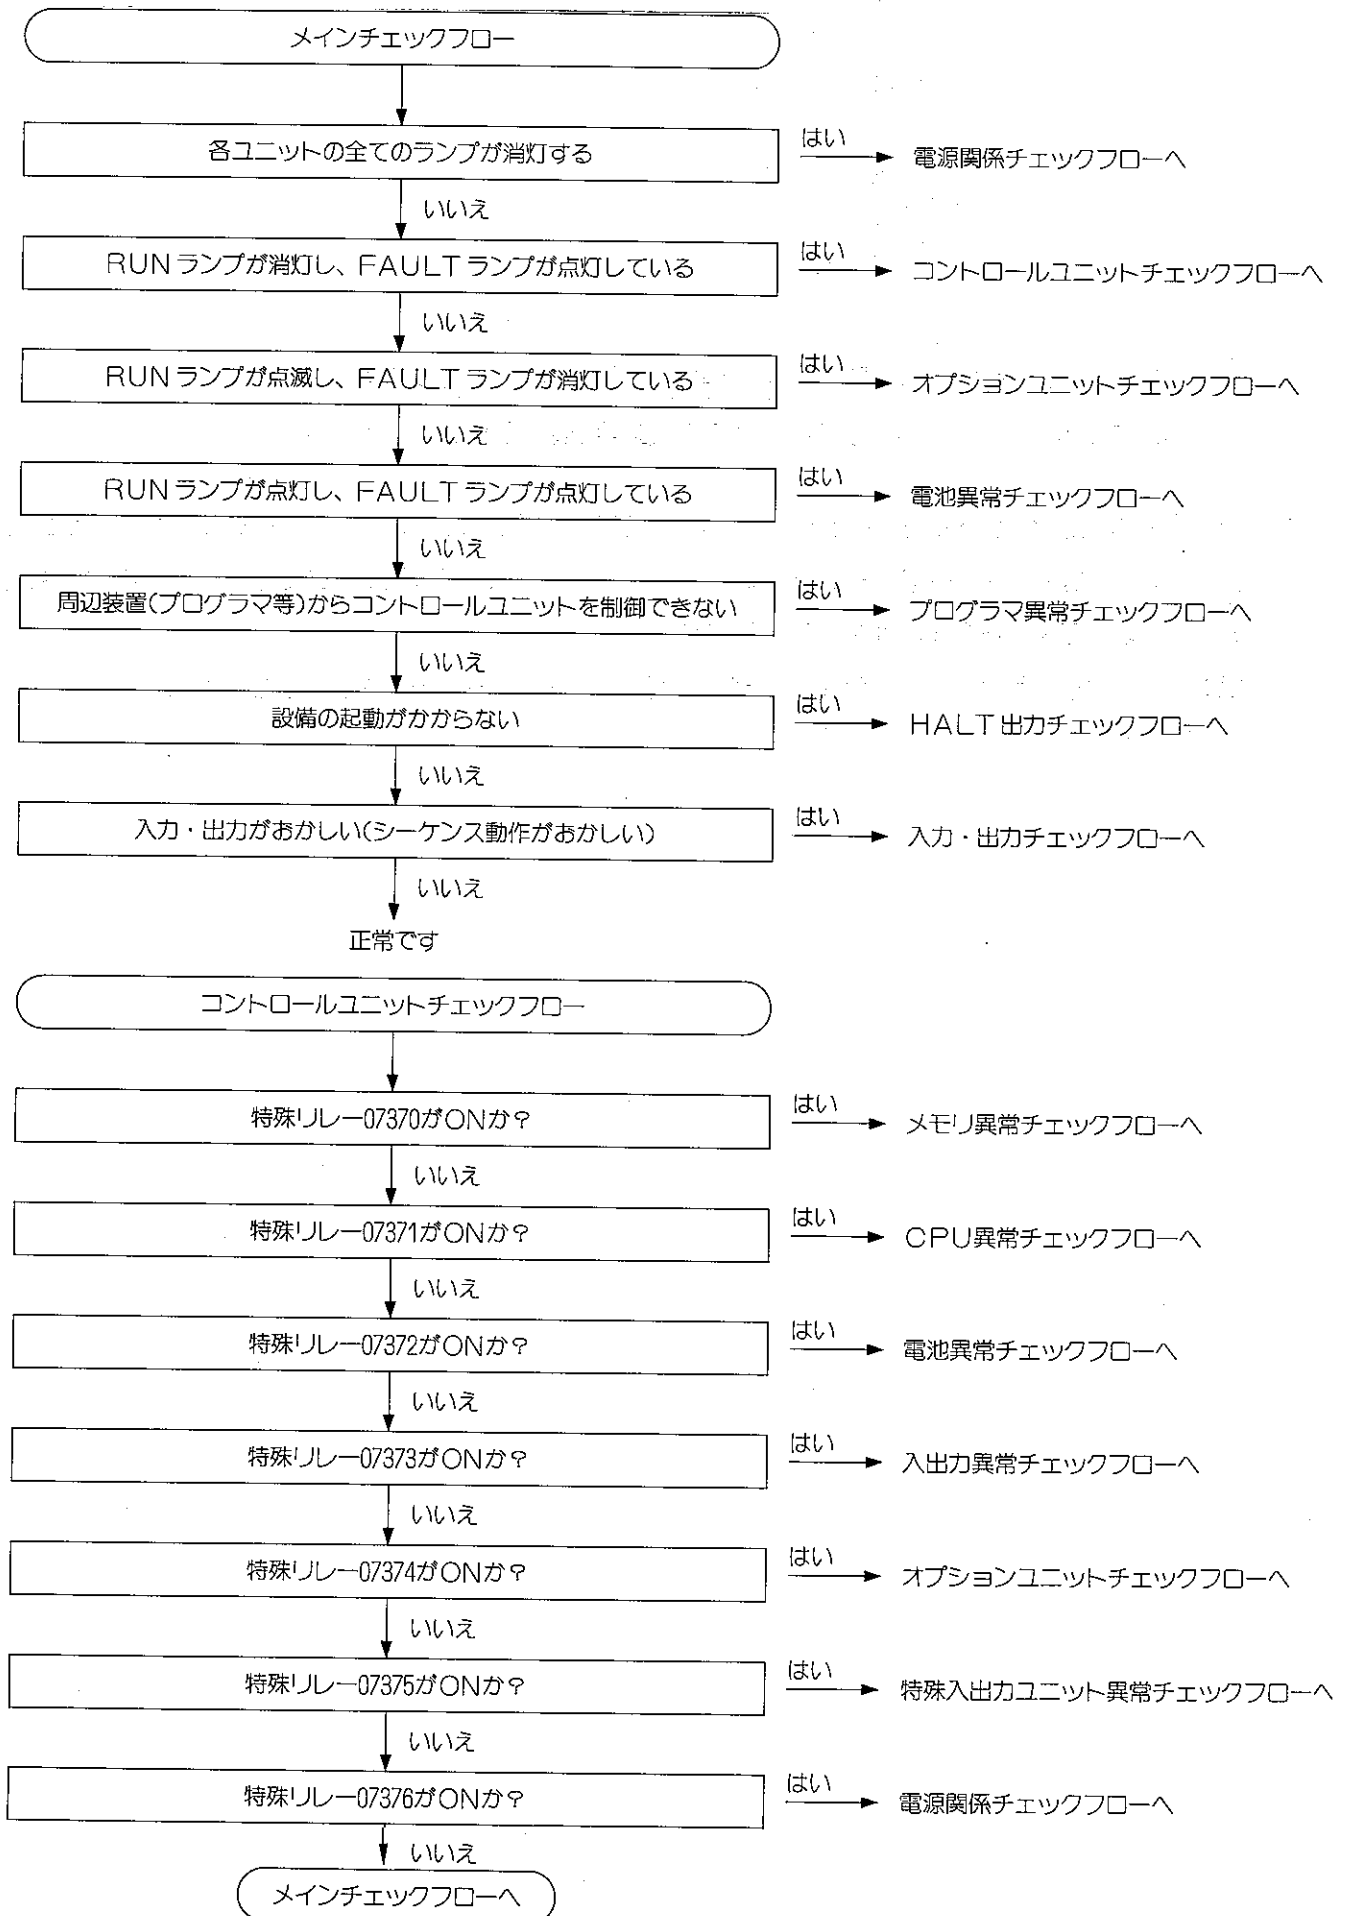 メインチェックフロー
各ユニットの全てのランプが消灯する
はい
電源関係チェックフローへ
いいえ
RUNランプが消灯し、FAULTランプが点灯している
はい
コントロールユニットチェックフローへ
いいえ
RUNランプが点滅し、FAULTランプが消灯している
はい
オプションユニットチェックフローへ
いいえ
RUNランプが点灯し、FAULTランプが点灯している
はい
電池異常チェックフローへ
いいえ
周辺装置(プログラマ等)からコントロールユニットを制御できない
はい
プログラマ異常チェックフローへ
いいえ
設備の起動がかからない
はい
HALT出力チェックフローへ
いいえ
入力・出力がおかしい(シーケンス動作がおかしい)
はい
入力・出力チェックフローへ
いいえ
正常です
コントロールユニットチェックフロー
特殊リレー07370がONか?
はい
メモリ異常チェックフローへ
いいえ
特殊リレー07371がONか?
はい
CPU異常チェックフローへ
いいえ
特殊リレー07372がONか?
はい
電池異常チェックフローへ
いいえ
特殊リレー07373がONか?
はい
入出力異常チェックフローへ
いいえ
特殊リレー07374がONか?
はい
オプションユニットチェックフローへ
いいえ
特殊リレー07375がONか?
はい
特殊入出力ユニット異常チェックフローへ
いいえ
特殊リレー07376がONか?
はい
電源関係チェックフローへ
いいえ
メインチェックフローへ